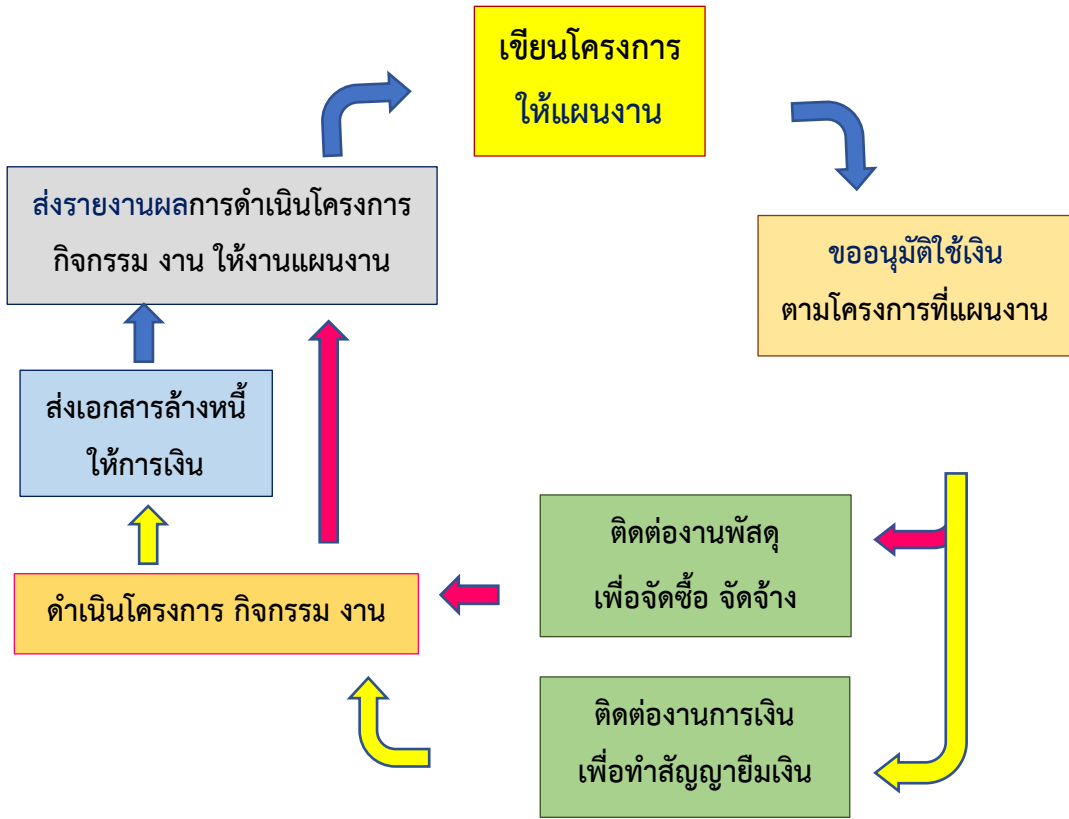 เขียนโครงการ
ให้แผนงาน
ส่งรายงานผลการดำเนินโครงการ
กิจกรรม งาน ให้งานแผนงาน
ขออนุมัติใช้เงิน
ตามโครงการที่แผนงาน
ส่งเอกสารล้างหนี้
ให้การเงิน
ติดต่องานพัสดุ
เพื่อจัดซื้อ จัดจ้าง
ดำเนินโครงการ กิจกรรม งาน
ติดต่องานการเงิน
เพื่อทำสัญญายืมเงิน